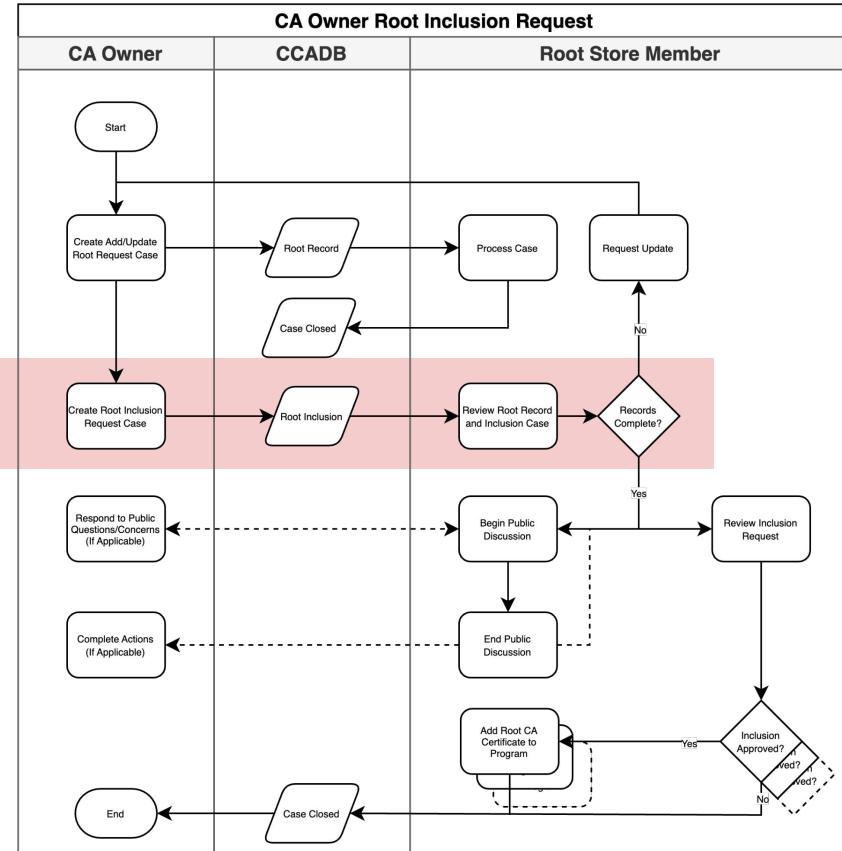 CA Owner Root Inclusion Request
CA Owner
CCADB
Root Store Member
Start
Create Add/Update
Root Request Case
Root Record
Process Case
Request Update
Case Closed
No
Create Root Inclusion
Request Case
Root Inclusion
Review Root Record
and Inclusion Case
Records
Complete?
Yes
Respond to Public
Questions/Concerns
(If Applicable)
Begin Public
Discussion
Review Inclusion
Request
Complete Actions
(If Applicable)
End Public
Discussion
Add Root CA
Certificate to
Program
Yes
Inclusion
Approved?
No
End
Case Closed